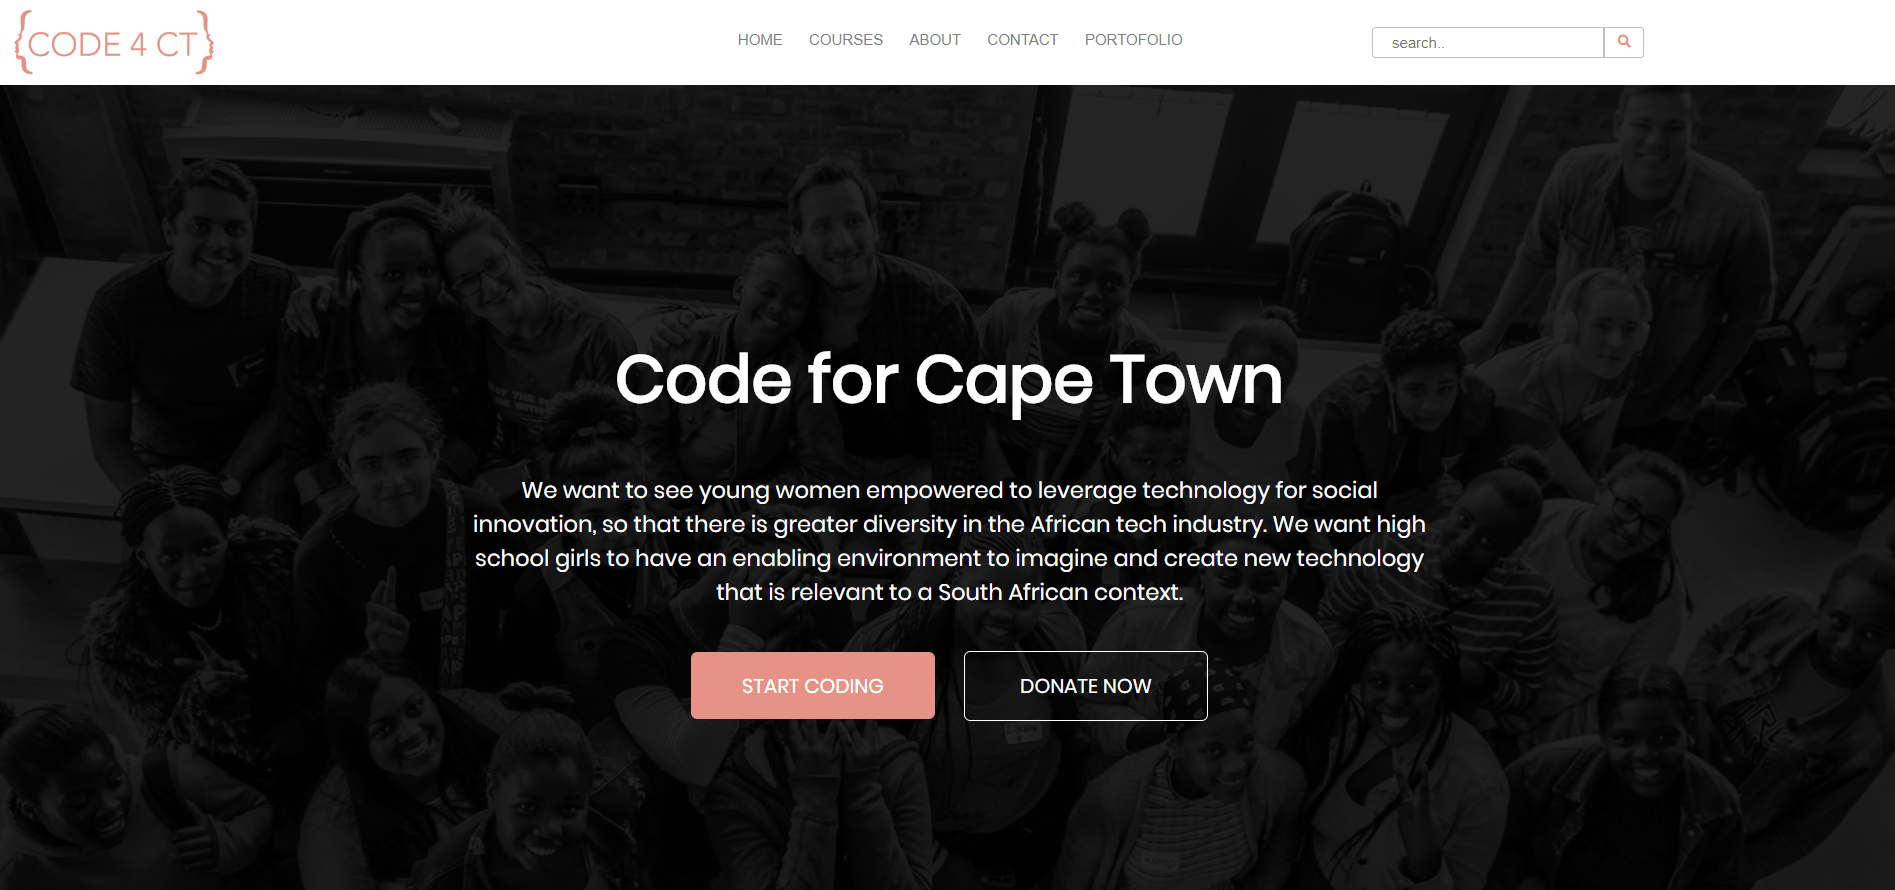 {CODE 4 CT}
HOME COURSES ABOUT CONTACT PORTOFOLIO
search..
Code for Cape Town
We want to see young women empowered to leverage technology for social
innovation, so that there is greater diversity in the African tech industry. We want high
school girls to have an enabling environment to imagine and create new technology
that is relevant to a South African context.
START CODING
DONATE NOW